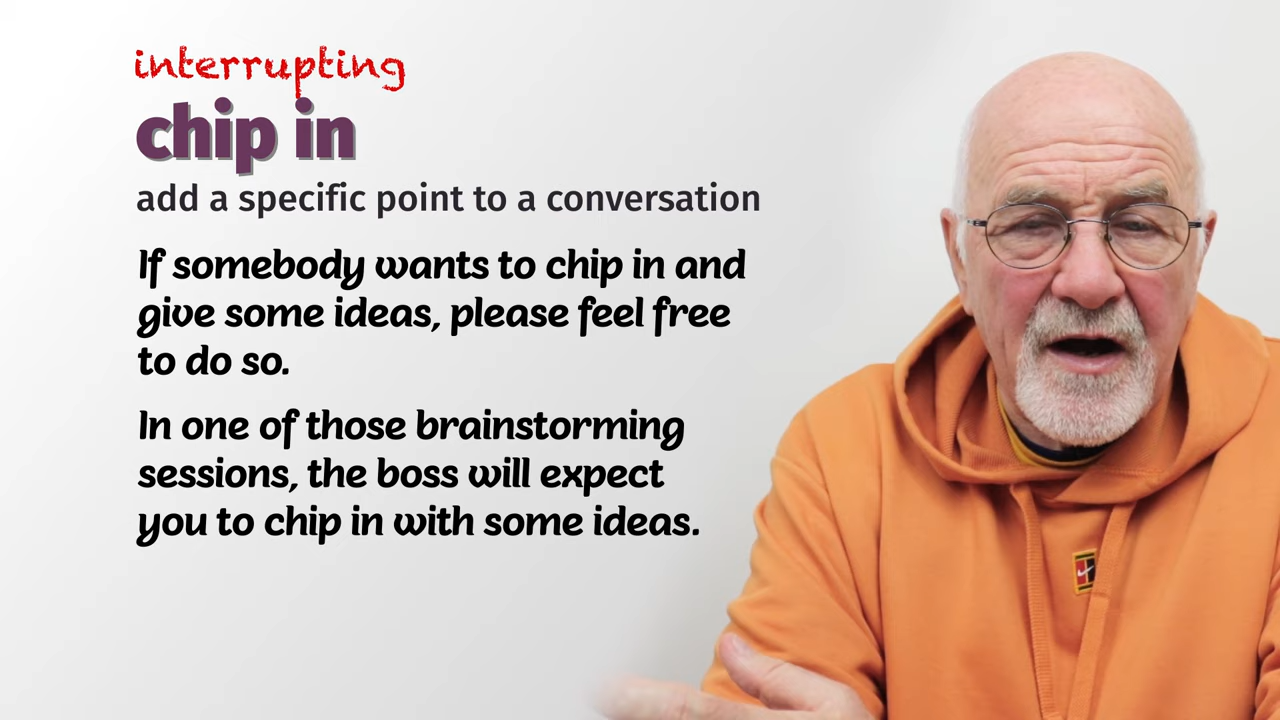 interrupting
chip in
add a specific point to a conversation
If somebody wants to chip in and
give some ideas, please feel free
to do so.
In one of those brainstorming
sessions, the boss will expect
you to chip in with some ideas.